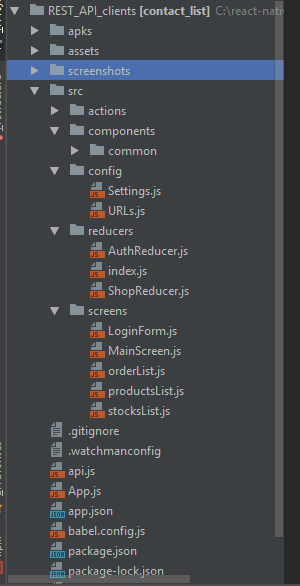 REST_API_clients [contact_list] C:\react-nati
apks
assets
screenshots
src
actions
components
common
config
Settings.js
URLs.js
reducers
AuthReducer.js
index.js
ShopReducer.js
screens
LoginForm.js
MainScreen.js
orderList.js
productsList.js
stocksList.js
.gitignore
.watchmanconfig
api.js
App.js
app.json
babel.config.js
package.json
package-lock.json